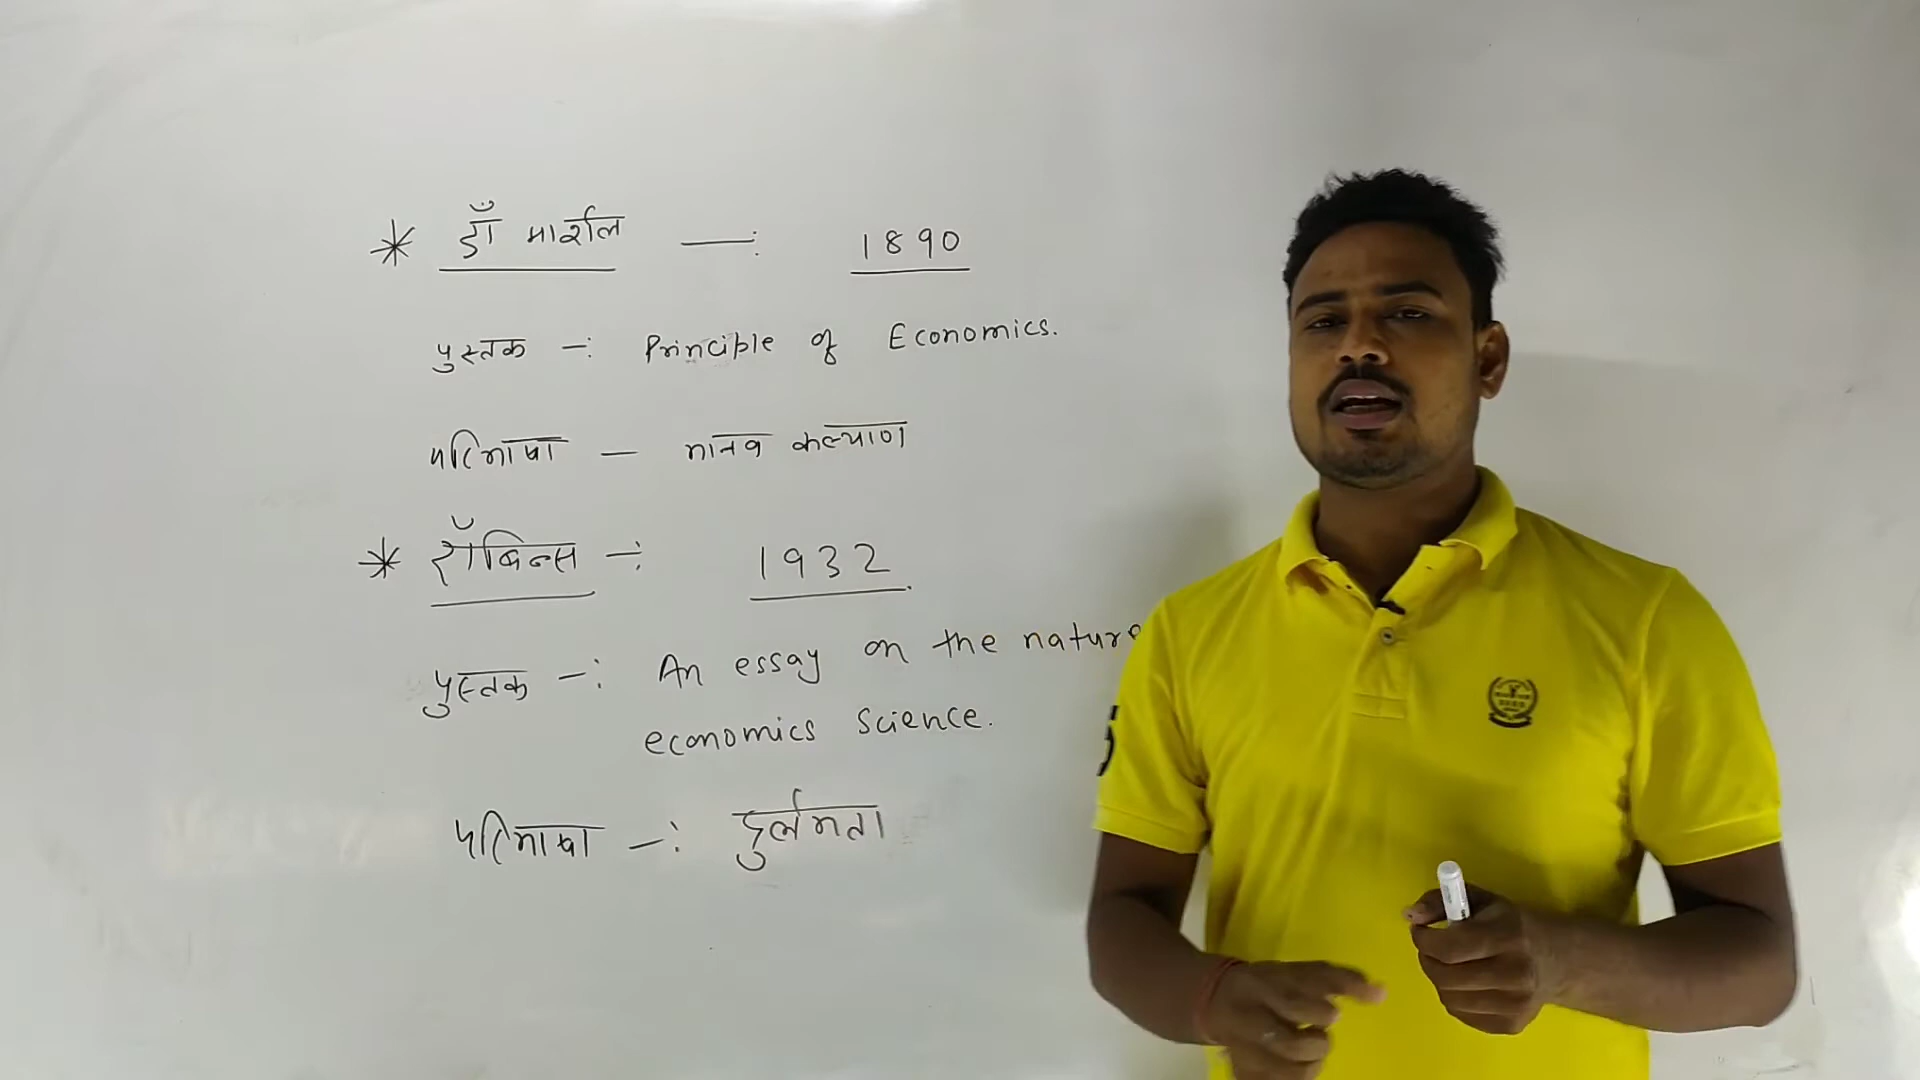 * डॉ मार्शल —: 1890
पुस्तक —: Principle of Economics.
परिभाषा — मानव कल्याण
* रॉबिन्स —: 1932.
पुस्तक —: An essay on the nature
economics science.
परिभाषा —: दुर्लभता